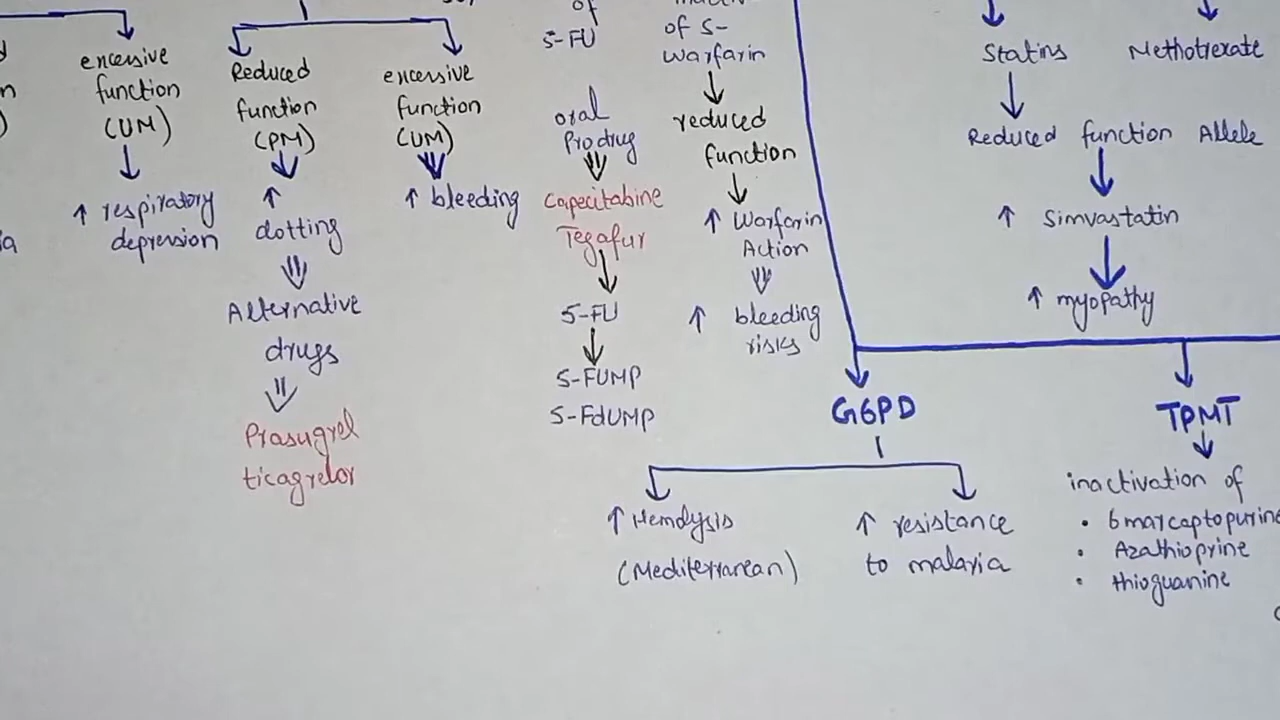 excessive
function
(UM)
↑ respiratory
depression
Reduced
function
(PM)
↑
clotting
Alternative
drugs
Prasugrel
ticagrelor
excessive
function
(UM)
↑ bleeding
of
5-FU
oral
Prodrug
Capecitabine
Tegafur
5-FU
5-FUMP
5-FdUMP
of S-
Warfarin
reduced
function
↑ Warfarin
Action
↑ bleeding
risks
Statins
Methotrexate
Reduced function Allele
↑ Simvastatin
↑ myopathy
G6PD
↑ Hemolysis
(Mediterranean)
↑ resistance
to malaria
TPMT
inactivation of
• 6 marcaptopurine
• Azathioprine
• thioguanine